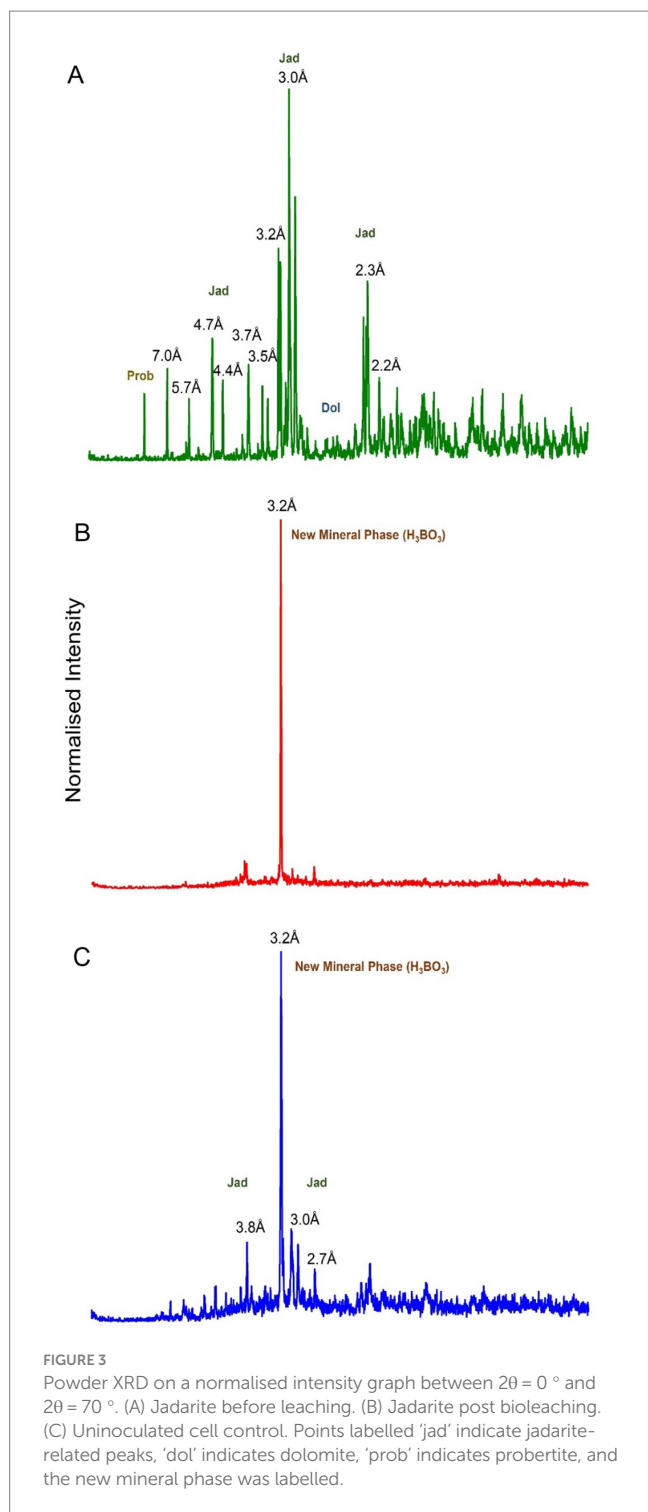 A
Jad
3.0Å
3.2Å
Jad
2.3Å
Jad
4.7Å
3.7Å
7.0Å
4.4Å
3.5Å
Prob
5.7Å
2.2Å
Dol
B
3.2Å
New Mineral Phase (H₃BO₃)
Normalised Intensity
C
3.2Å
New Mineral Phase (H₃BO₃)
Jad
Jad
3.8Å
3.0Å
2.7Å
FIGURE 3
Powder XRD on a normalised intensity graph between 2θ = 0 ° and
2θ = 70 °. (A) Jadarite before leaching. (B) Jadarite post bioleaching.
(C) Uninoculated cell control. Points labelled ‘jad’ indicate jadarite-
related peaks, ‘dol’ indicates dolomite, ‘prob’ indicates probertite, and
the new mineral phase was labelled.